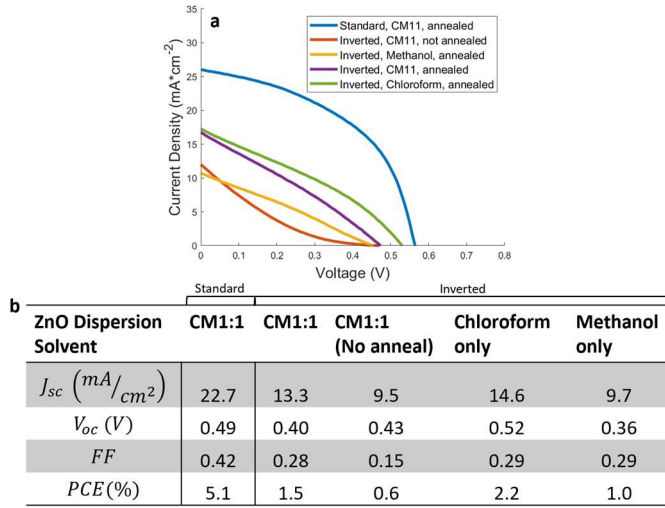 a
Standard, CM11, annealed
Inverted, CM11, not annealed
Inverted, Methanol, annealed
Inverted, CM11, annealed
Inverted, Chloroform, annealed
Current Density (mA*cm⁻²)
35
30
25
20
15
10
5
0
0 0.1 0.2 0.3 0.4 0.5 0.6 0.7 0.8
Voltage (V)
Standard Inverted
b
ZnO Dispersion Solvent CM1:1 CM1:1 CM1:1 (No anneal) Chloroform only Methanol only
Jsc (mA/cm²) 22.7 13.3 9.5 14.6 9.7
Voc (V) 0.49 0.40 0.43 0.52 0.36
FF 0.42 0.28 0.15 0.29 0.29
PCE(%) 5.1 1.5 0.6 2.2 1.0